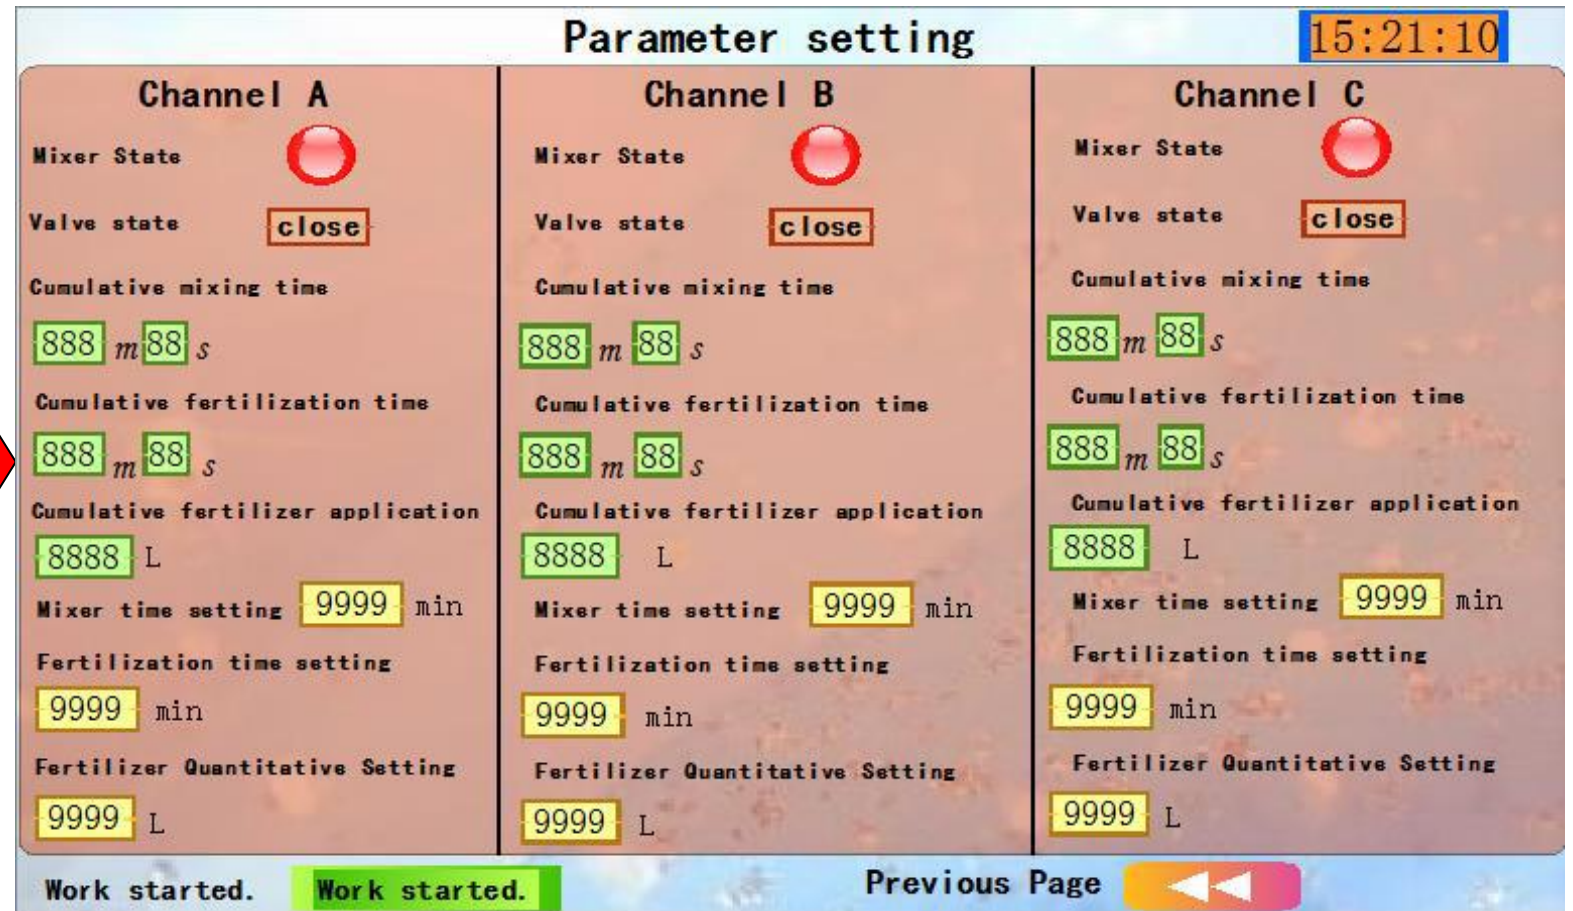 Parameter setting
15:21:10
Channel A
Mixer State
Valve state close
Cumulative mixing time
888 m 88 s
Cumulative fertilization time
888 m 88 s
Cumulative fertilizer application
8888 L
Mixer time setting 9999 min
Fertilization time setting
9999 min
Fertilizer Quantitative Setting
9999 L
Channel B
Mixer State
Valve state close
Cumulative mixing time
888 m 88 s
Cumulative fertilization time
888 m 88 s
Cumulative fertilizer application
8888 L
Mixer time setting 9999 min
Fertilization time setting
9999 min
Fertilizer Quantitative Setting
9999 L
Channel C
Mixer State
Valve state close
Cumulative mixing time
888 m 88 s
Cumulative fertilization time
888 m 88 s
Cumulative fertilizer application
8888 L
Mixer time setting 9999 min
Fertilization time setting
9999 min
Fertilizer Quantitative Setting
9999 L
Work started. Work started. Previous Page